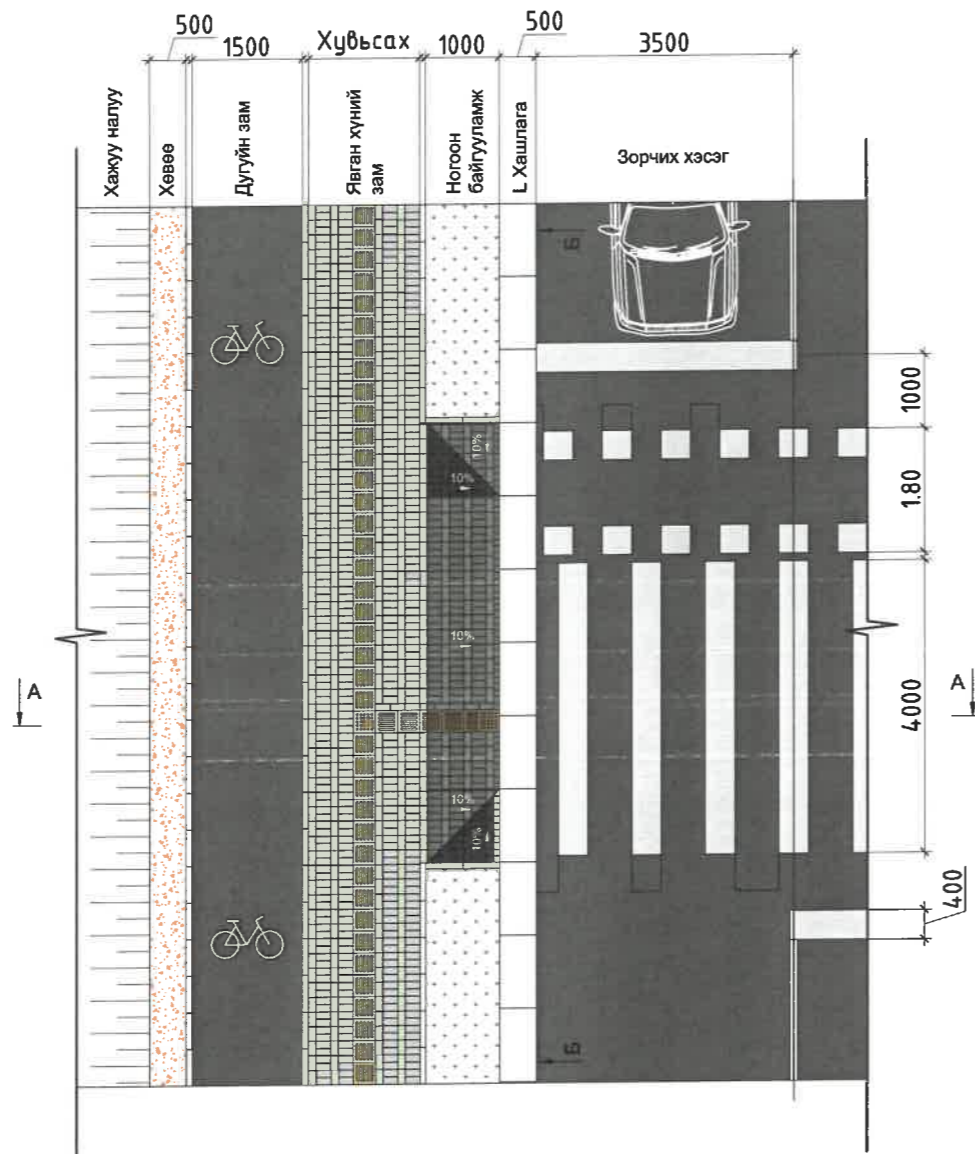 500
1500
Хувьсах
1000
500
3500
Хажуу налуу
Хөвөө
Дугуйн зам
Явган хүний
зам
Ногоон
байгууламж
L Хашлага
Зорчих хэсэг
Б
1000
10%
10%
1.80
10%
А
А
4000
10%
10%
400
Б